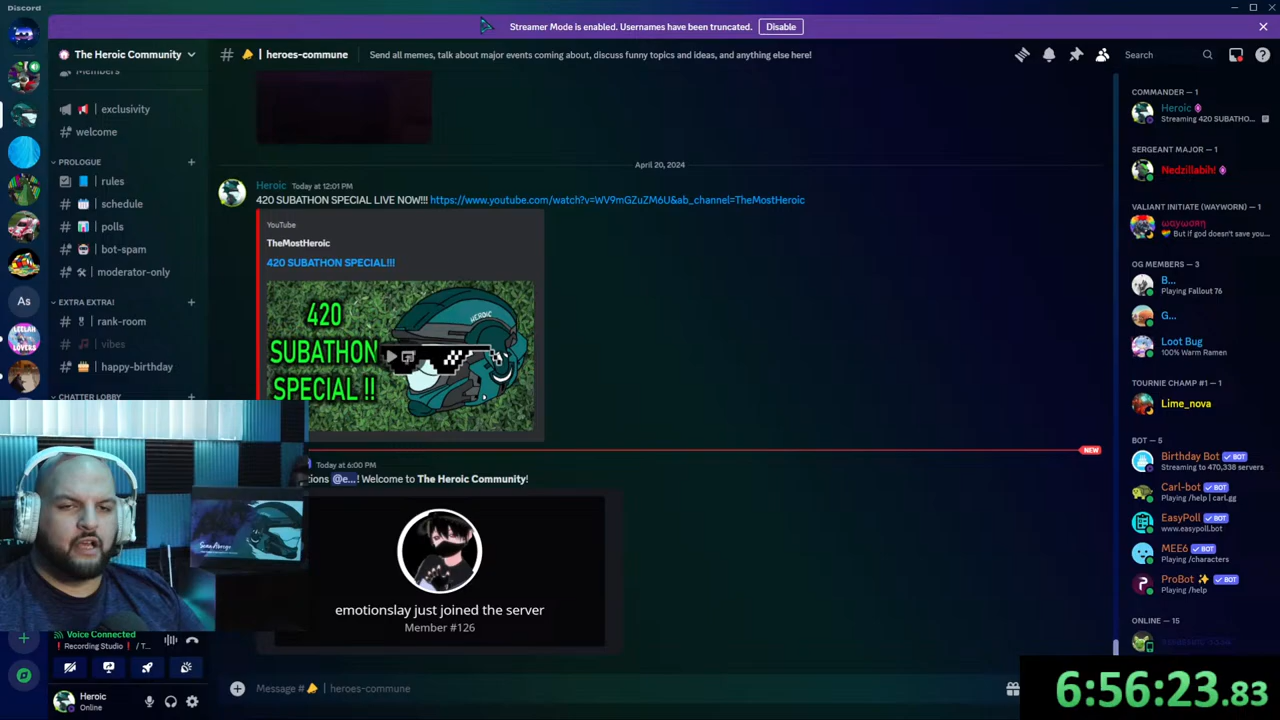 Discord
Streamer Mode is enabled. Usernames have been truncated.
Disable
The Heroic Community
heroes-commune
Send all memes, talk about major events coming about, discuss funny topics and ideas, and anything else here!
Search
Members
exclusivity
welcome
PROLOGUE
rules
schedule
polls
bot-spam
moderator-only
As
EXTRA EXTRA!
rank-room
vibes
happy-birthday
CHATTER LOBBY
April 20, 2024
Heroic Today at 12:01 PM
420 SUBATHON SPECIAL LIVE NOW!!! https://www.youtube.com/watch?v=WV9mGZuZM6U&ab_channel=TheMostHeroic
YouTube
TheMostHeroic
420 SUBATHON SPECIAL!!!
420
SUBATHON
SPECIAL !!
HEROIC
NEW
Today at 6:00 PM
tions @e...! Welcome to The Heroic Community!
emotionslay just joined the server
Member #126
Voice Connected
Recording Studio / T...
Heroic
Online
Message # | heroes-commune
COMMANDER — 1
Heroic
Streaming 420 SUBATHO...
SERGEANT MAJOR — 1
Nedzillabih!
VALIANT INITIATE (WAYWORN) — 1
But if god doesn't save you...
OG MEMBERS — 3
B...
Playing Fallout 76
G...
Loot Bug
100% Warm Ramen
TOURNIE CHAMP #1 — 1
Lime_nova
BOT — 5
Birthday Bot BOT
Streaming to 470,338 servers
Carl-bot BOT
Playing /help | carl.gg
EasyPoll BOT
www.easypoll.bot
MEE6 BOT
Playing /characters
ProBot BOT
Playing /help
ONLINE — 15
6:56:23.83